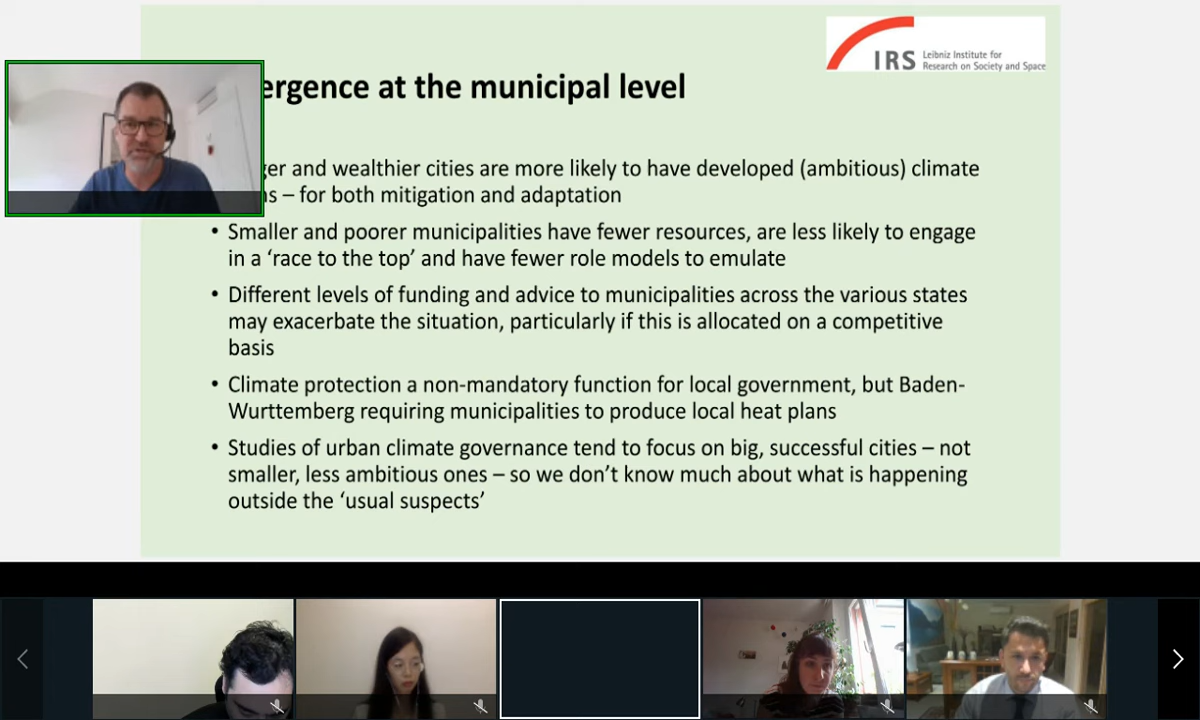 IRS
Leibniz Institute for
Research on Society and Space
ergence at the municipal level
er and wealthier cities are more likely to have developed (ambitious) climate
s – for both mitigation and adaptation
• Smaller and poorer municipalities have fewer resources, are less likely to engage
in a ‘race to the top’ and have fewer role models to emulate
• Different levels of funding and advice to municipalities across the various states
may exacerbate the situation, particularly if this is allocated on a competitive
basis
• Climate protection a non-mandatory function for local government, but Baden-
Wurttemberg requiring municipalities to produce local heat plans
• Studies of urban climate governance tend to focus on big, successful cities – not
smaller, less ambitious ones – so we don’t know much about what is happening
outside the ‘usual suspects’